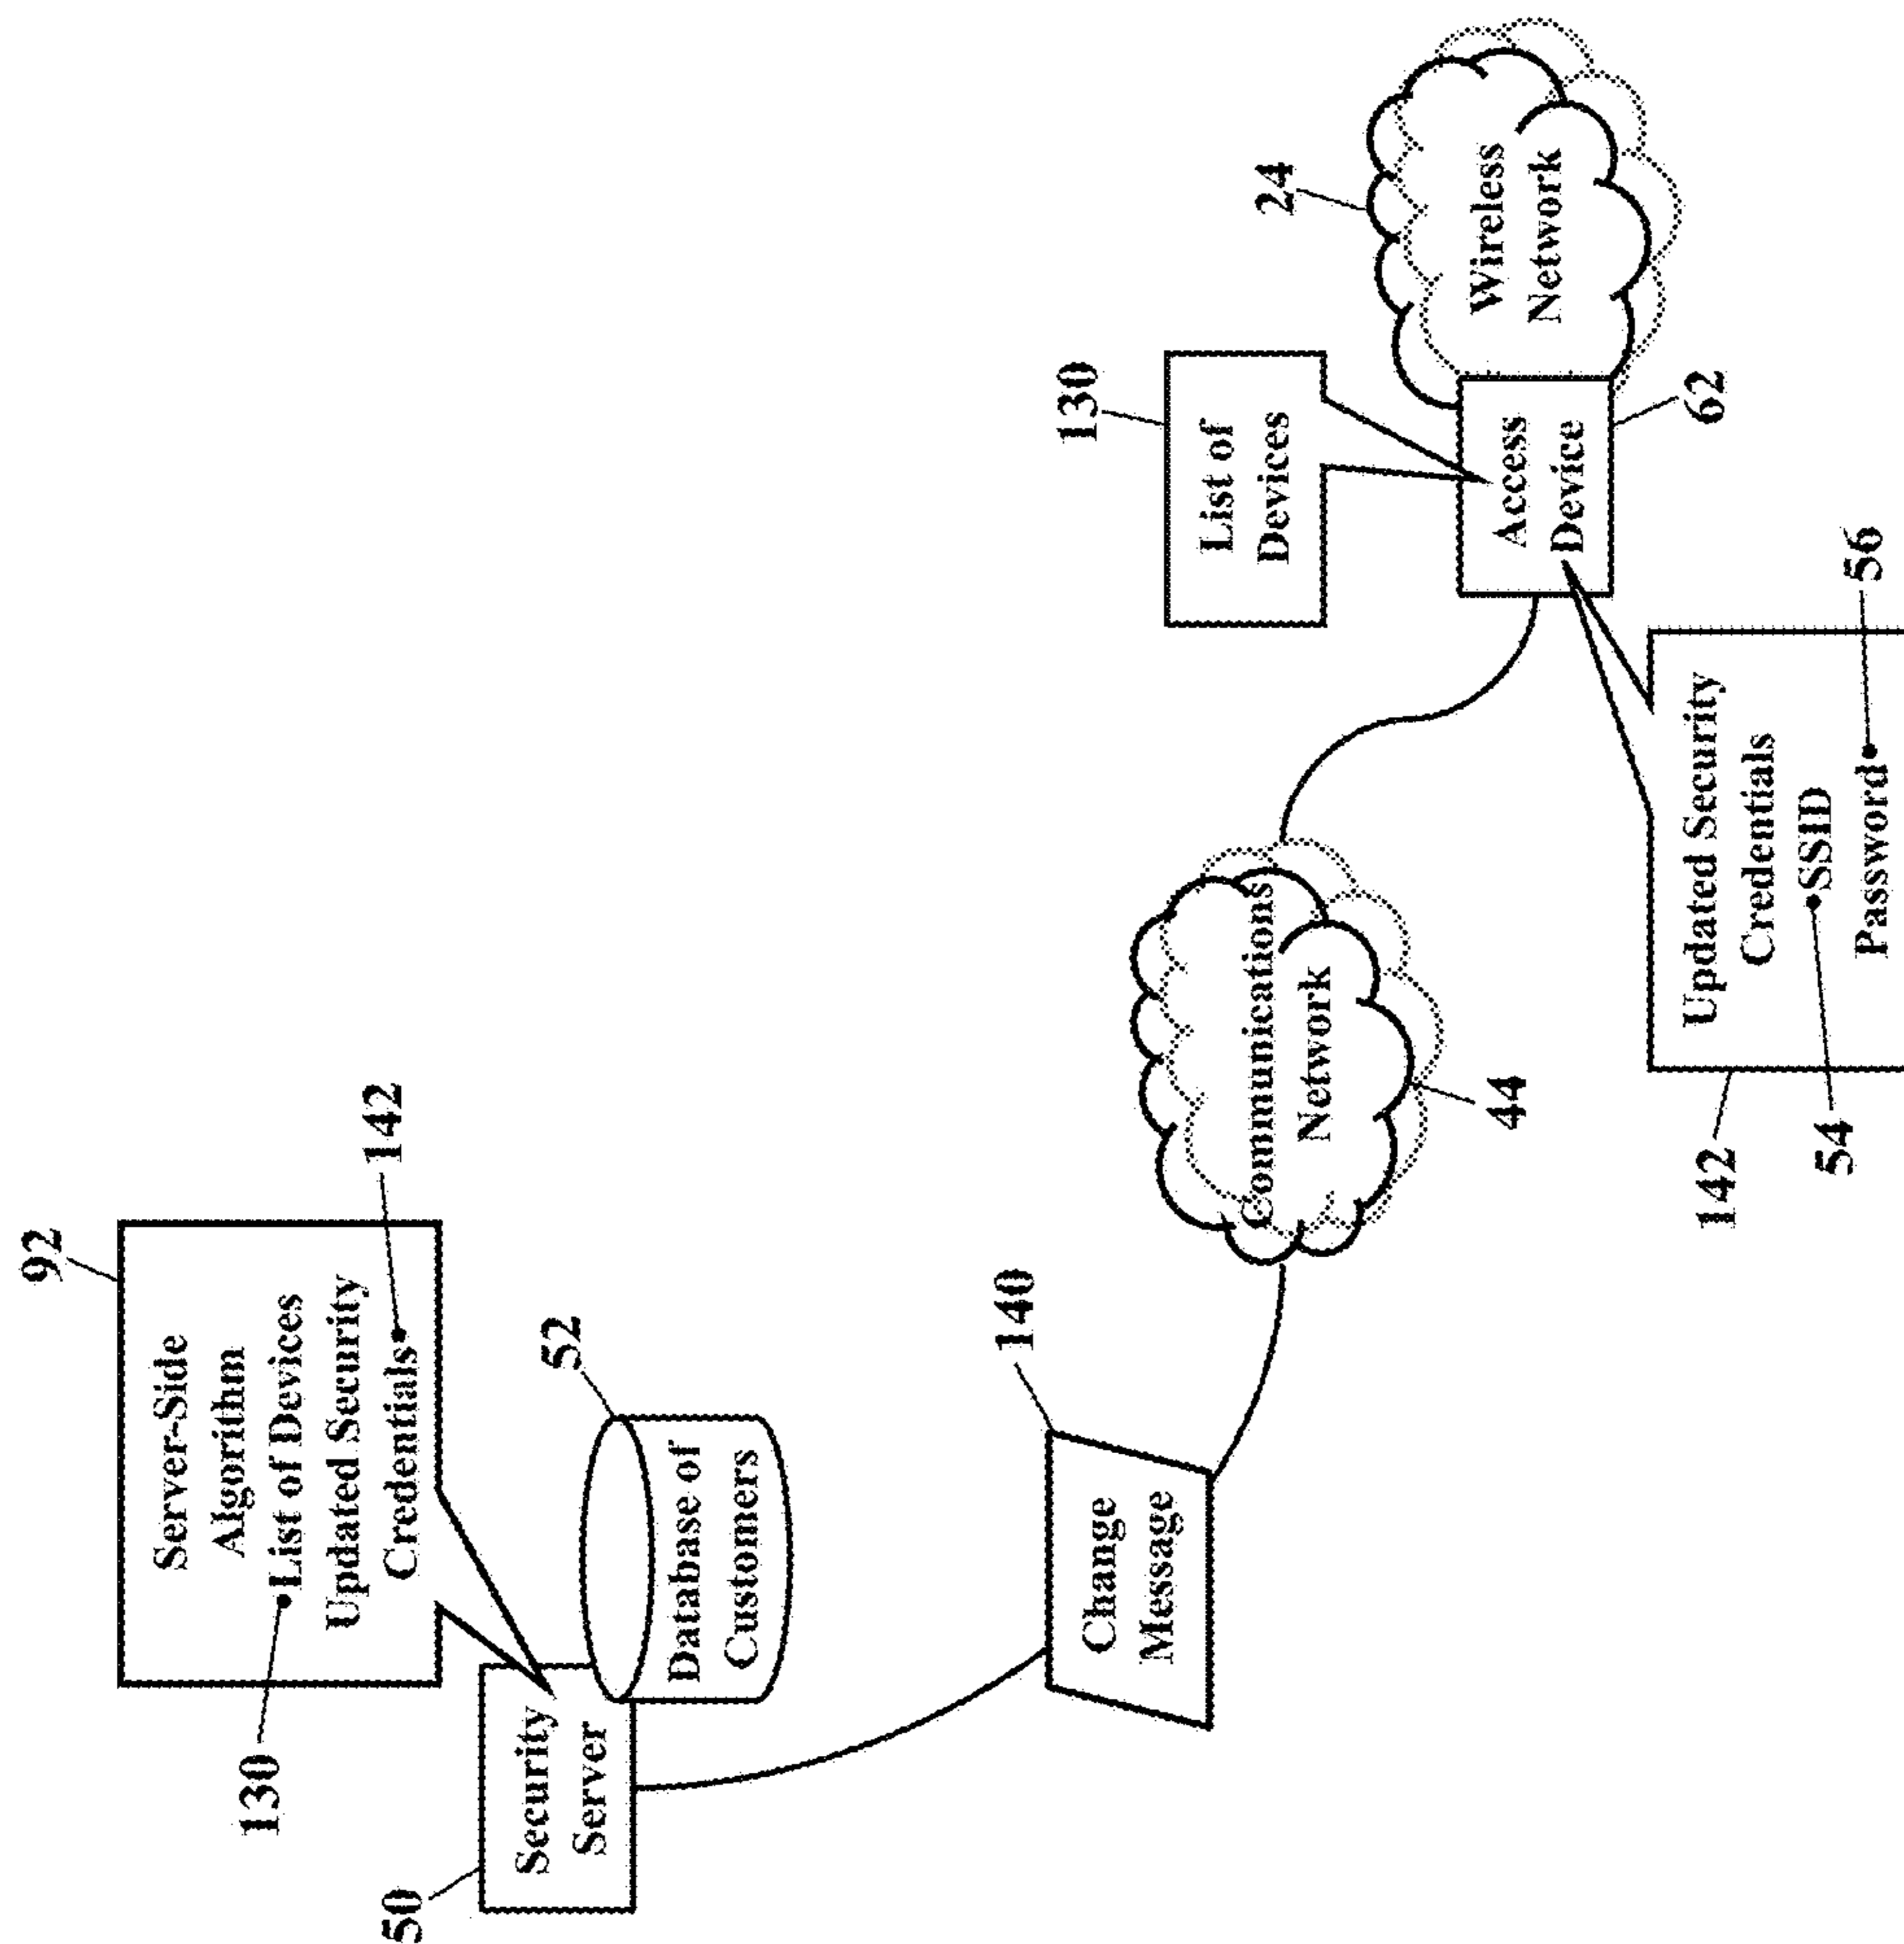 92
Server-Side
Algorithm
List of Devices
Updated Security
Credentials
130
142
50
Security
Server
52
Database of
Customers
140
Change
Message
Communications
Network
44
130
List of
Devices
24
Wireless
Network
Access
Device
62
142
Updated Security
Credentials
SSID
Password
54
56